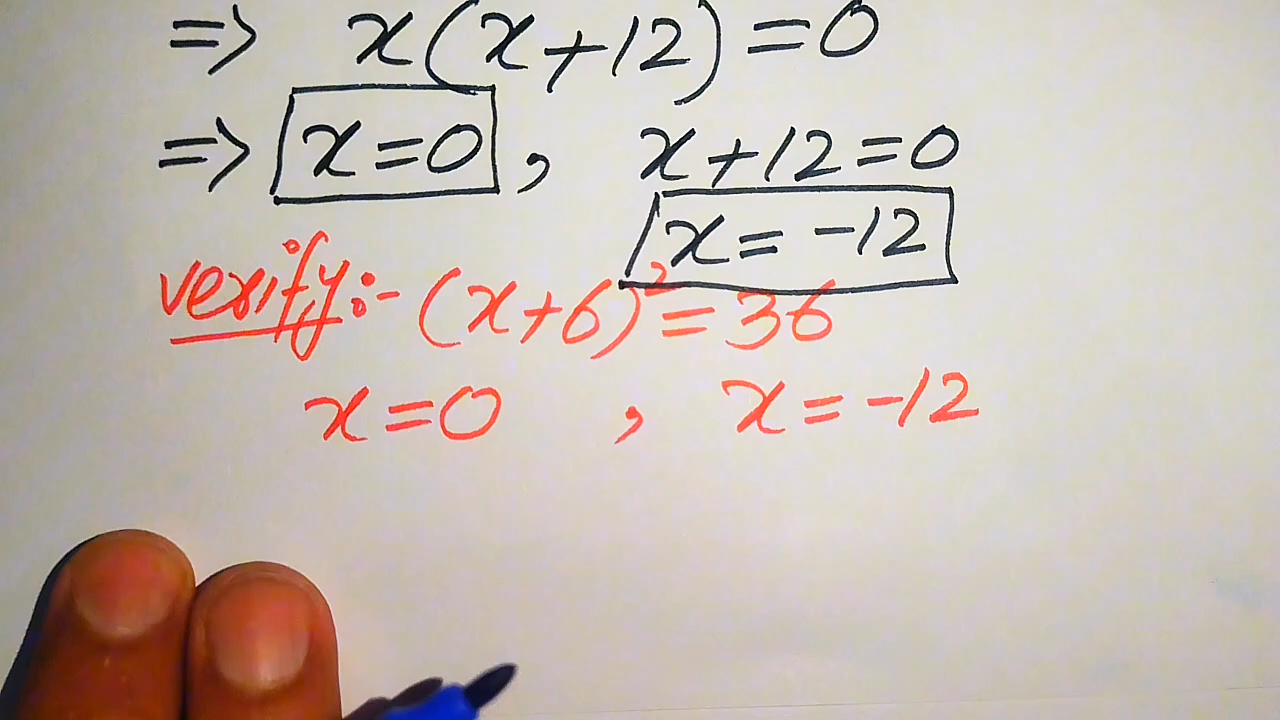 => x(x+12)=0
=> x=0, x+12=0
x=-12
verify:- (x+6)²=36
x=0 , x=-12